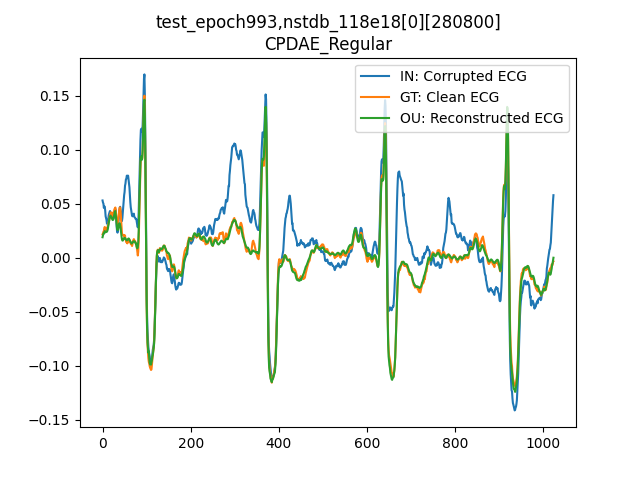 test_epoch993,nstdb_118e18[0][280800]
CPDAE_Regular
IN: Corrupted ECG
GT: Clean ECG
OU: Reconstructed ECG
0.15
0.10
0.05
0.00
−0.05
−0.10
−0.15
0 200 400 600 800 1000